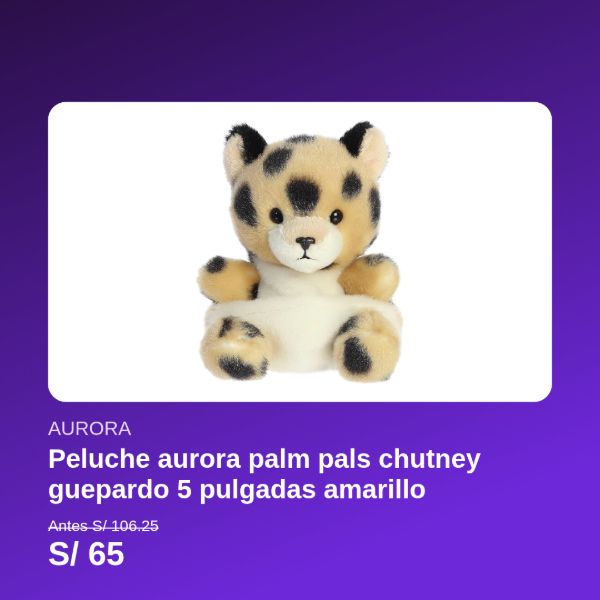 AURORA
Peluche aurora palm pals chutney
guepardo 5 pulgadas amarillo
Antes S/ 106.25
S/ 65